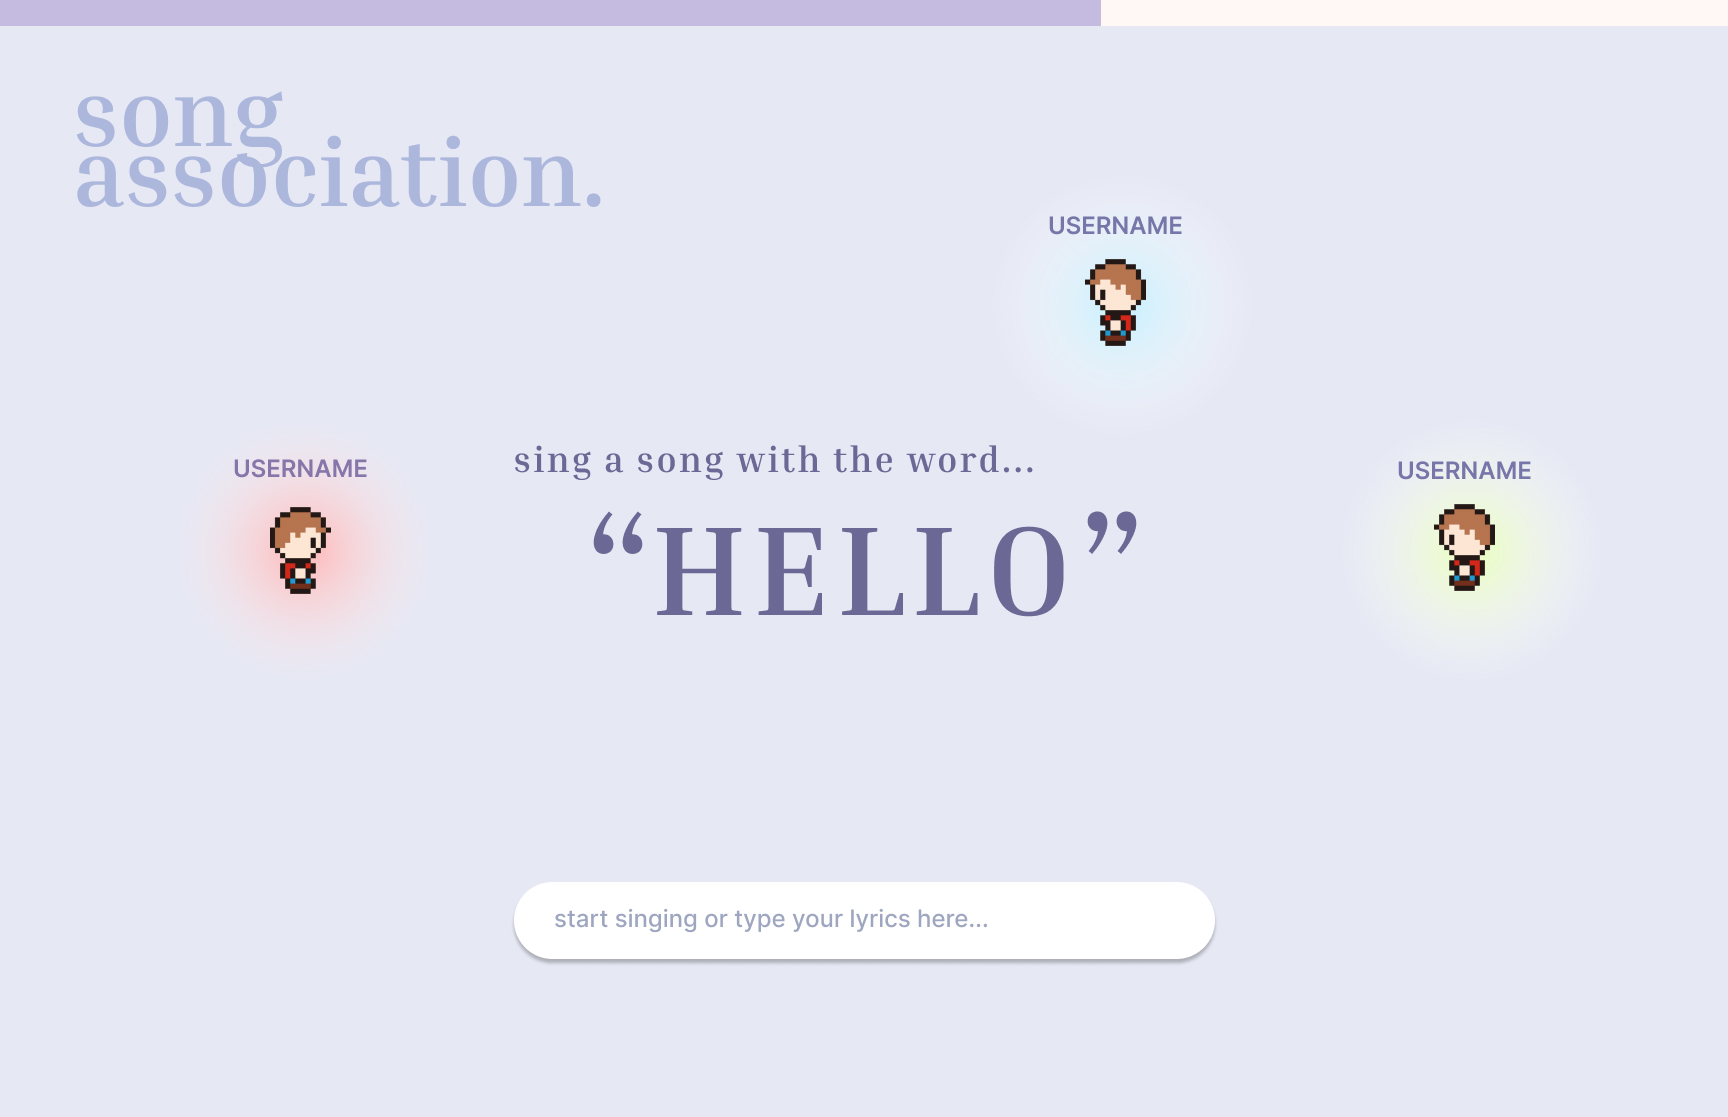 song
association.
USERNAME
USERNAME
USERNAME
sing a song with the word...
“HELLO”
start singing or type your lyrics here...